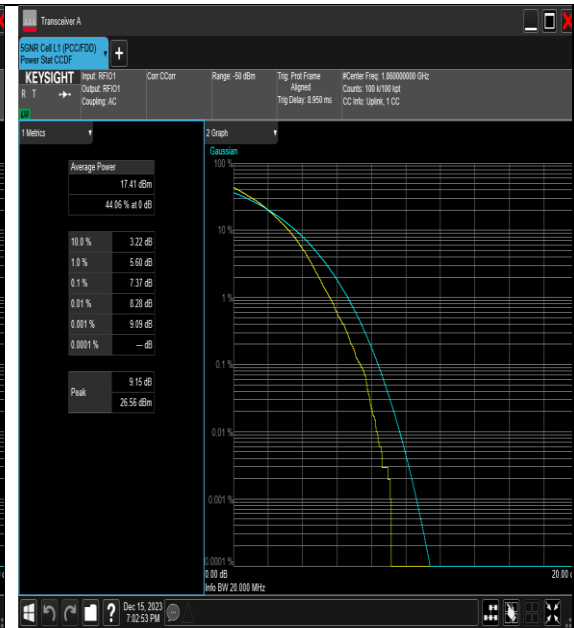 Transceiver A
5GNR Cell L1 (PCC/FDD)
Power Stat CCDF
+
KEYSIGHT
R T
LW
Input: RFIO1
Output: RFIO1
Coupling: AC
Corr CCorr
Range: -50 dBm
Trig: Prot Frame
Aligned
Trig Delay: 8.950 ms
#Center Freq: 1.860000000 GHz
Counts: 100 k/100 kpt
CC Info: Uplink, 1 CC
1 Metrics
Average Power
17.41 dBm
44.06 % at 0 dB
10.0 % 3.22 dB
1.0 % 5.60 dB
0.1 % 7.37 dB
0.01 % 8.28 dB
0.001 % 9.09 dB
0.0001 % --- dB
Peak 9.15 dB
26.56 dBm
2 Graph
Gaussian
100 %
10 %
1 %
0.1 %
0.01 %
0.001 %
0.0001 %
0.00 dB
20.00
Info BW 20.000 MHz
?
Dec 15, 2023
7:02:53 PM